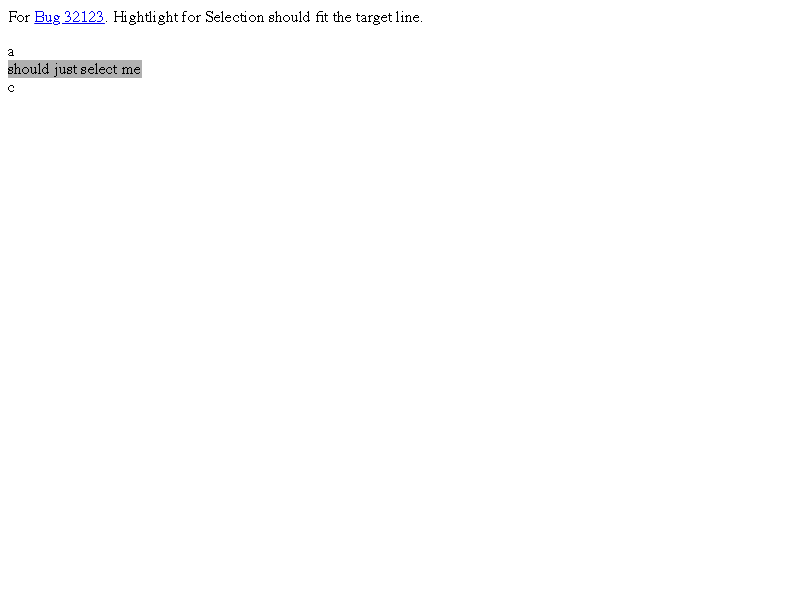 For Bug 32123. Hightlight for Selection should fit the target line.
a
should just select me
c